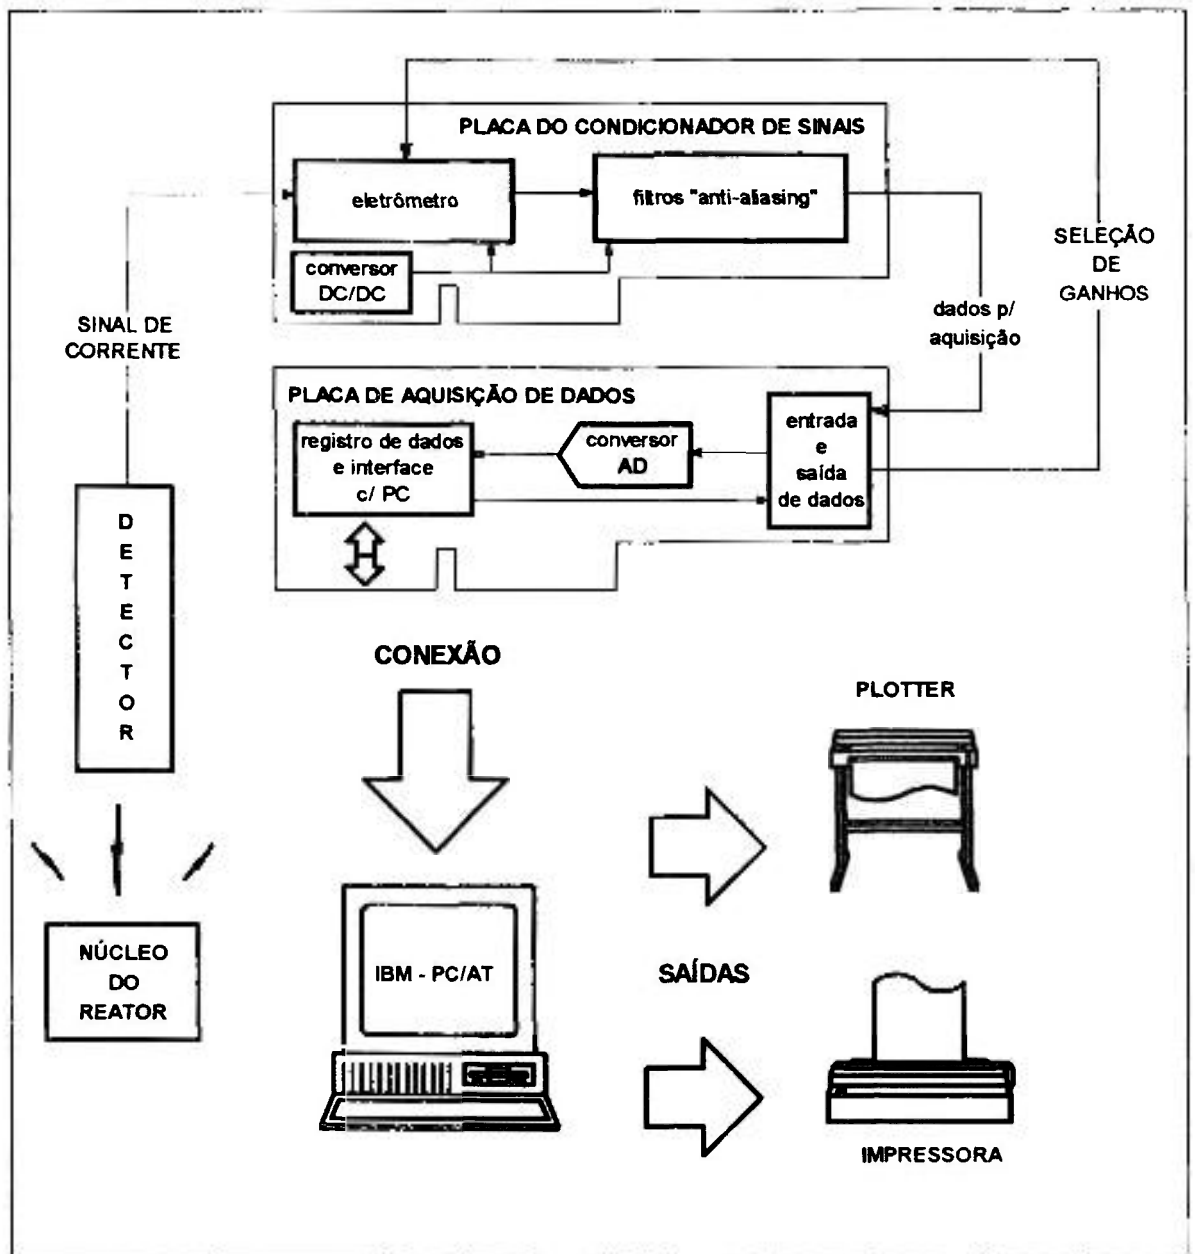 PLACA DO CONDICIONADOR DE SINAIS
eletrômetro
filtros "anti-aliasing"
conversor
DC/DC
SINAL DE
CORRENTE
dados p/
aquisição
SELEÇÃO
DE
GANHOS
PLACA DE AQUISIÇÃO DE DADOS
registro de dados
e interface
c/ PC
conversor
AD
entrada
e
saída
de dados
D
E
T
E
C
T
O
R
CONEXÃO
PLOTTER
NÚCLEO
DO
REATOR
IBM - PC/AT
SAÍDAS
IMPRESSORA